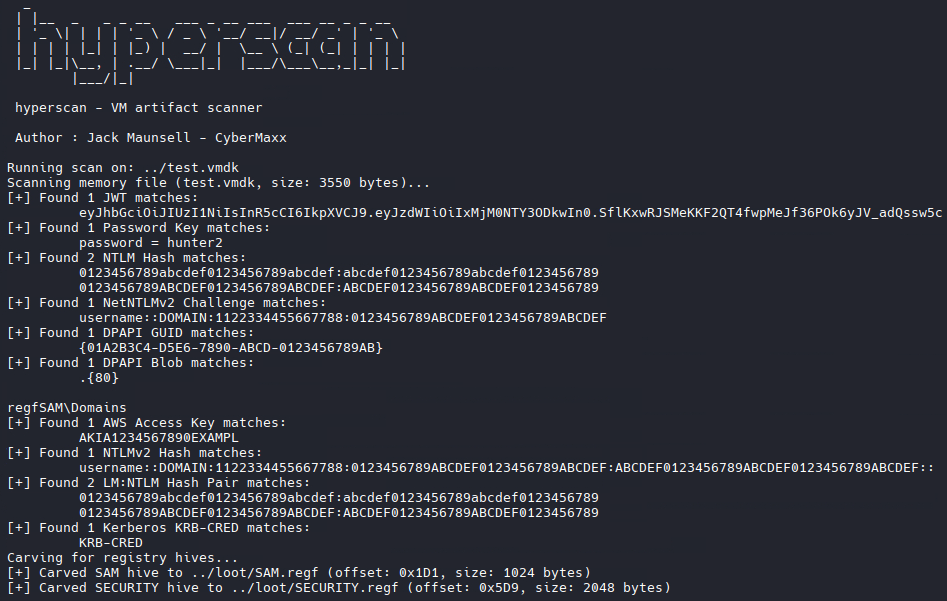 hyperscan
hyperscan - VM artifact scanner
Author : Jack Maunsell - CyberMaxx
Running scan on: ../test.vmdk
Scanning memory file (test.vmdk, size: 3550 bytes)...
[+] Found 1 JWT matches:
eyJhbGciOiJIUzI1NiIsInR5cCI6IkpXVCJ9.eyJzdWIiOiIxMjM0NTY3ODkwIn0.SflKxwRJSMeKKF2QT4fwpMeJf36POk6yJV_adQssw5c
[+] Found 1 Password Key matches:
password = hunter2
[+] Found 2 NTLM Hash matches:
0123456789abcdef0123456789abcdef:abcdef0123456789abcdef0123456789
0123456789ABCDEF0123456789ABCDEF:ABCDEF0123456789ABCDEF0123456789
[+] Found 1 NetNTLMv2 Challenge matches:
username::DOMAIN:1122334455667788:0123456789ABCDEF0123456789ABCDEF
[+] Found 1 DPAPI GUID matches:
{01A2B3C4-D5E6-7890-ABCD-0123456789AB}
[+] Found 1 DPAPI Blob matches:
.{80}
regfSAM\Domains
[+] Found 1 AWS Access Key matches:
AKIA1234567890EXAMPL
[+] Found 1 NTLMv2 Hash matches:
username::DOMAIN:1122334455667788:0123456789ABCDEF0123456789ABCDEF:ABCDEF0123456789ABCDEF0123456789ABCDEF::
[+] Found 2 LM:NTLM Hash Pair matches:
0123456789abcdef0123456789abcdef:abcdef0123456789abcdef0123456789
0123456789ABCDEF0123456789ABCDEF:ABCDEF0123456789ABCDEF0123456789
[+] Found 1 Kerberos KRB-CRED matches:
KRB-CRED
Carving for registry hives...
[+] Carved SAM hive to ../loot/SAM.regf (offset: 0x1D1, size: 1024 bytes)
[+] Carved SECURITY hive to ../loot/SECURITY.regf (offset: 0x5D9, size: 2048 bytes)